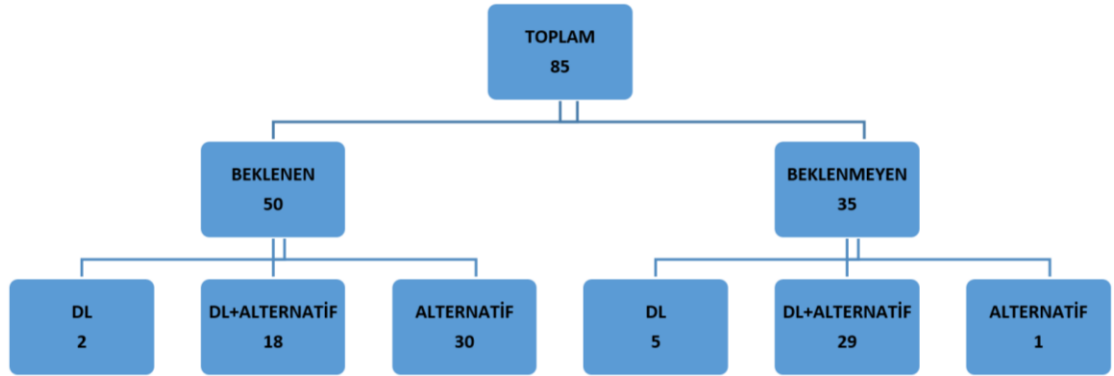 TOPLAM
85
BEKLENEN
50
BEKLENMEYEN
35
DL
2
DL+ALTERNATİF
18
ALTERNATİF
30
DL
5
DL+ALTERNATİF
29
ALTERNATİF
1